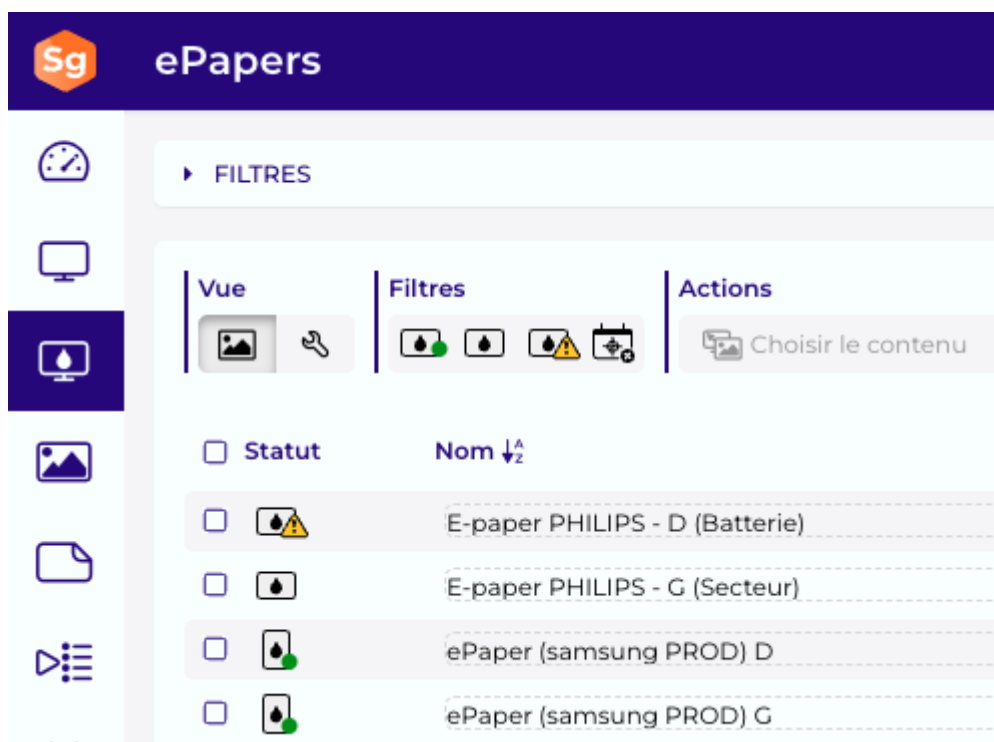 Sg
ePapers
FILTRES
Vue
Filtres
Actions
Choisir le contenu
Statut
Nom
E-paper PHILIPS - D (Batterie)
E-paper PHILIPS - G (Secteur)
ePaper (samsung PROD) D
ePaper (samsung PROD) G